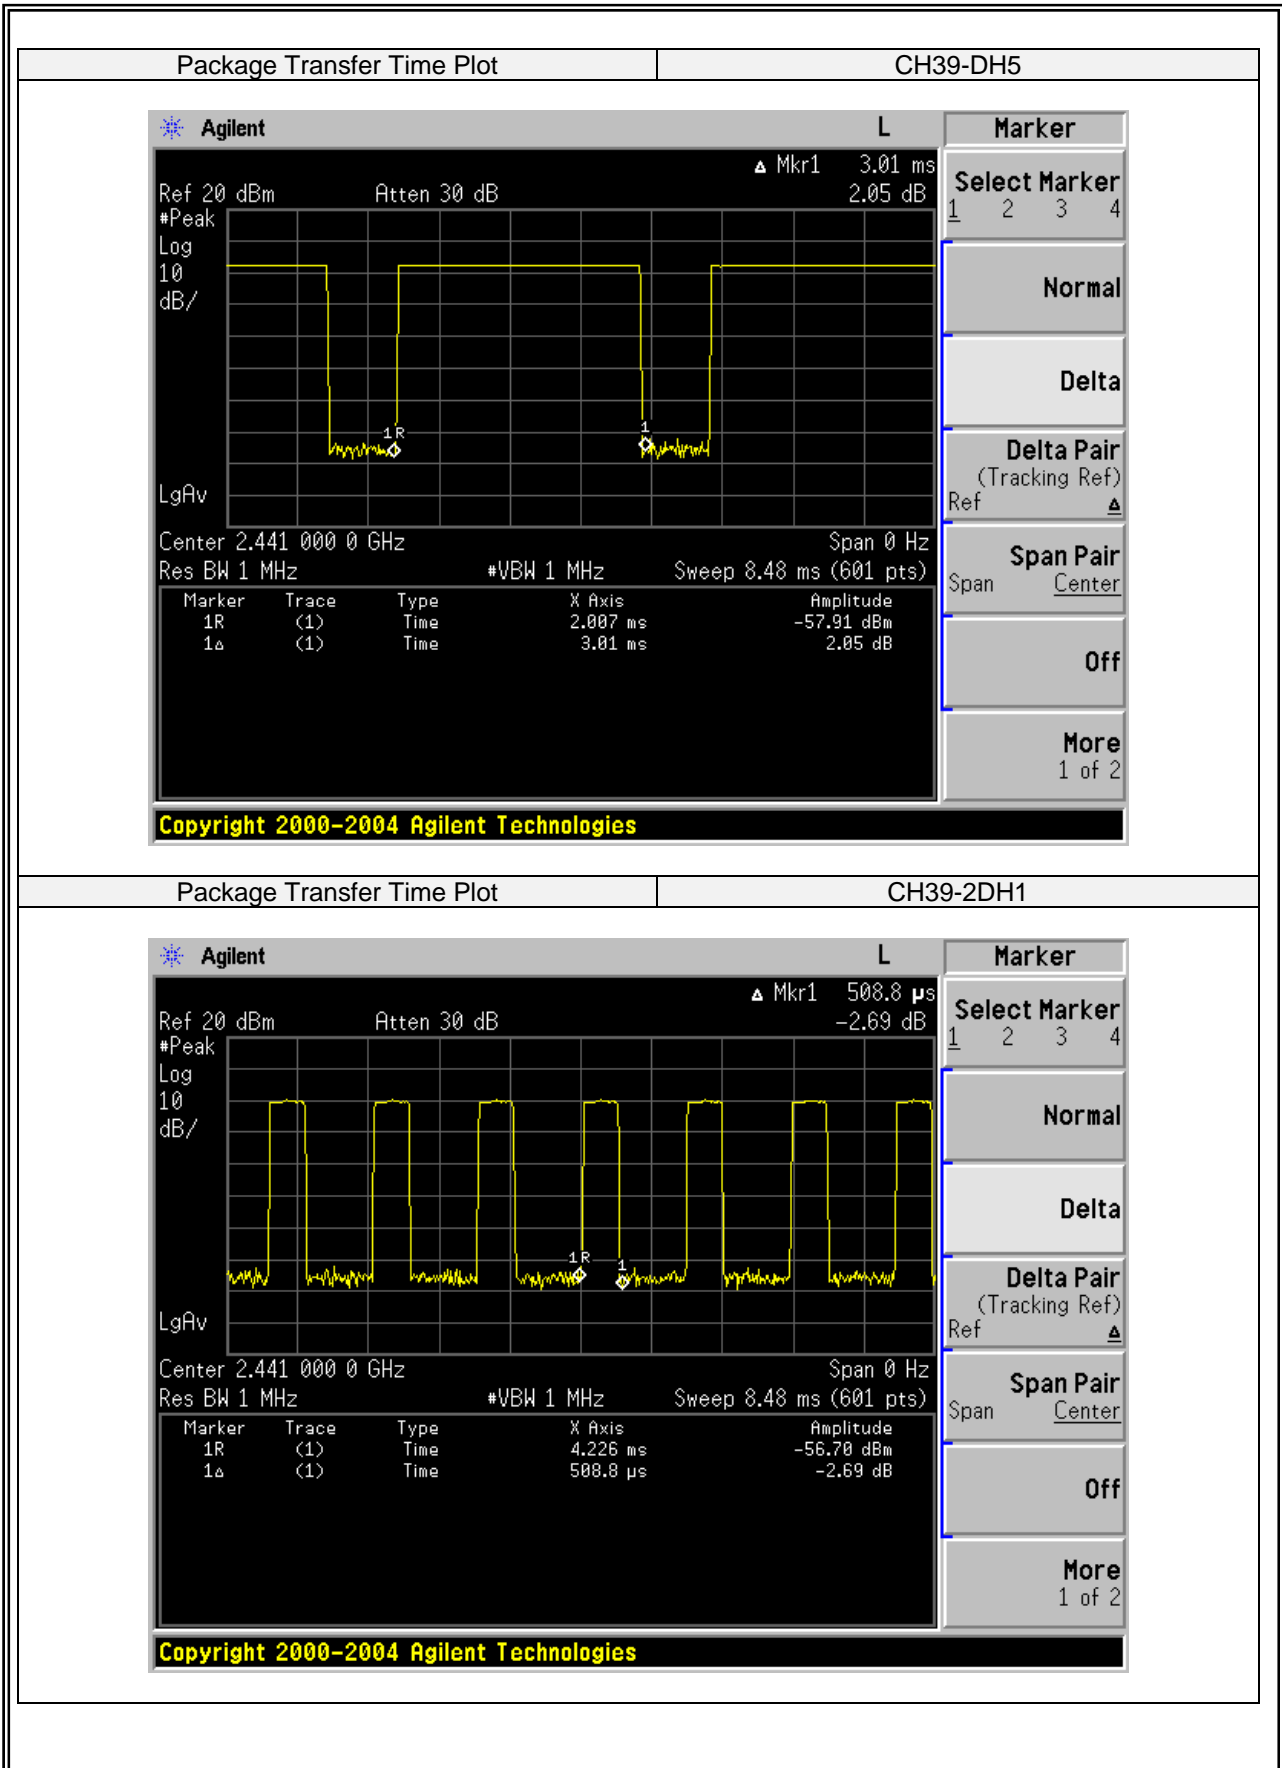 Package Transfer Time Plot CH39-DH5
Agilent L Marker
Δ Mkr1 3.01 ms
Ref 20 dBm Atten 30 dB 2.05 dB
Select Marker
1 2 3 4
#Peak
Log
10
dB/
Normal
Delta
1R
1
Delta Pair
(Tracking Ref)
Ref Δ
LgAv
Center 2.441 000 0 GHz Span 0 Hz
Res BW 1 MHz #VBW 1 MHz Sweep 8.48 ms (601 pts)
Span Pair
Span Center
Marker Trace Type X Axis Amplitude
1R (1) Time 2.007 ms -57.91 dBm
1Δ (1) Time 3.01 ms 2.05 dB
Off
More
1 of 2
Copyright 2000-2004 Agilent Technologies
Package Transfer Time Plot CH39-2DH1
Agilent L Marker
Δ Mkr1 508.8 µs
Ref 20 dBm Atten 30 dB -2.69 dB
Select Marker
1 2 3 4
#Peak
Log
10
dB/
Normal
Delta
1R
1
Delta Pair
(Tracking Ref)
Ref Δ
LgAv
Center 2.441 000 0 GHz Span 0 Hz
Res BW 1 MHz #VBW 1 MHz Sweep 8.48 ms (601 pts)
Span Pair
Span Center
Marker Trace Type X Axis Amplitude
1R (1) Time 4.226 ms -56.70 dBm
1Δ (1) Time 508.8 µs -2.69 dB
Off
More
1 of 2
Copyright 2000-2004 Agilent Technologies